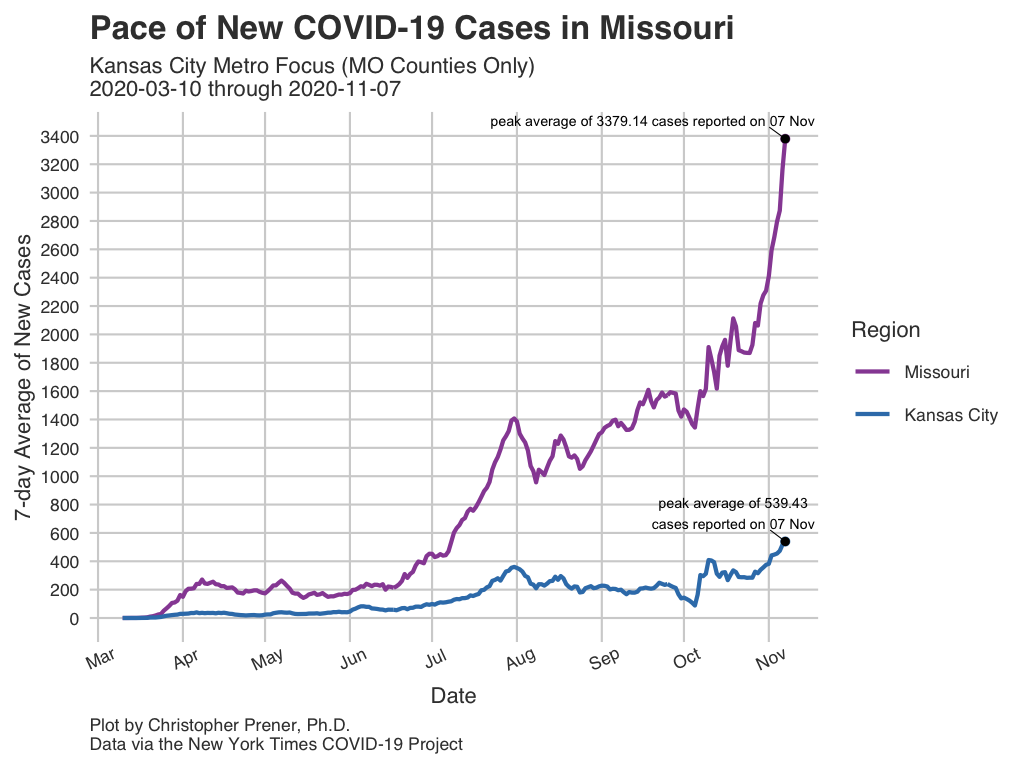 Pace of New COVID-19 Cases in Missouri
Kansas City Metro Focus (MO Counties Only)
2020-03-10 through 2020-11-07
peak average of 3379.14 cases reported on 07 Nov
3400
3200
3000
2800
2600
2400
2200
2000
1800
1600
1400
1200
1000
800
600
400
200
0
7-day Average of New Cases
peak average of 539.43
cases reported on 07 Nov
Region
Missouri
Kansas City
Mar Apr May Jun Jul Aug Sep Oct Nov
Date
Plot by Christopher Prener, Ph.D.
Data via the New York Times COVID-19 Project